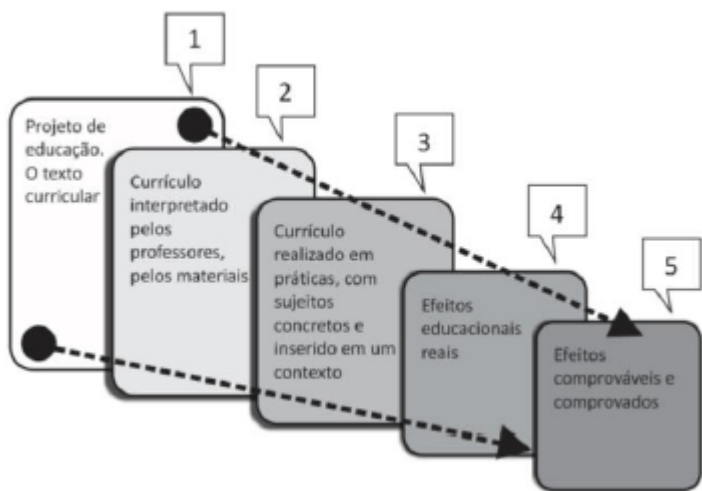 1
Projeto de
educação.
O texto
curricular
2
Currículo
interpretado
pelos
professores,
pelos materiais
3
Currículo
realizado em
práticas, com
sujeitos
concretos e
inserido em um
contexto
4
Efeitos
educacionais
reais
5
Efeitos
comprováveis e
comprovados